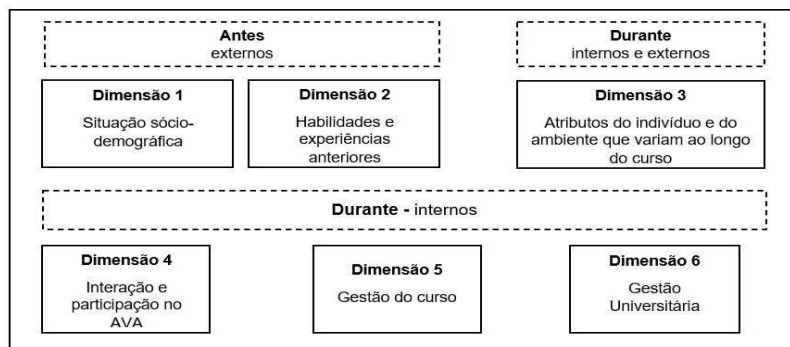 Antes
externos
Durante
internos e externos
Dimensão 1
Situação sócio-
demográfica
Dimensão 2
Habilidades e
experiências
anteriores
Dimensão 3
Atributos do indivíduo e do
ambiente que variam ao longo
do curso
Durante - internos
Dimensão 4
Interação e
participação no
AVA
Dimensão 5
Gestão do curso
Dimensão 6
Gestão
Universitária